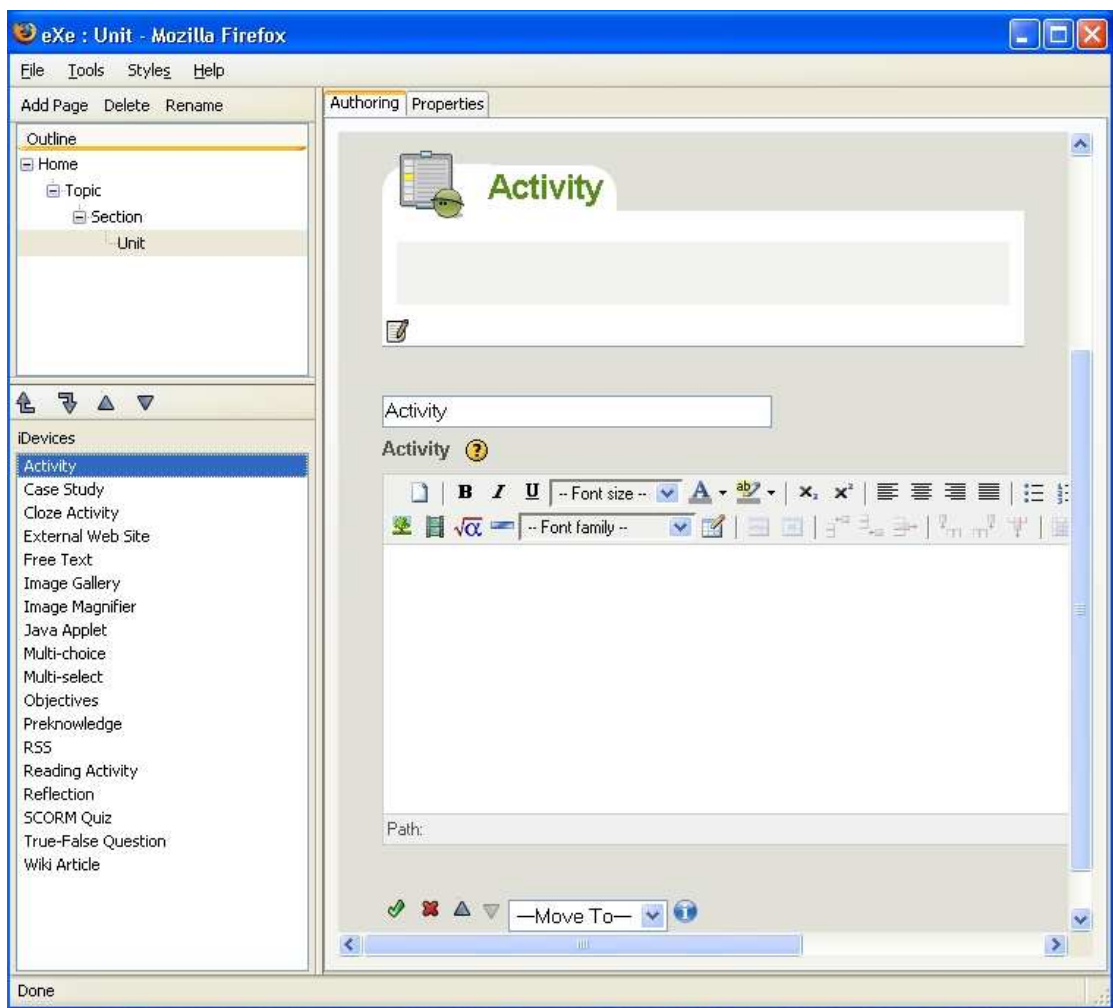 eXe : Unit - Mozilla Firefox
File Tools Styles Help
Add Page Delete Rename
Outline
Home
Topic
Section
Unit
iDevices
Activity
Case Study
Cloze Activity
External Web Site
Free Text
Image Gallery
Image Magnifier
Java Applet
Multi-choice
Multi-select
Objectives
Preknowledge
RSS
Reading Activity
Reflection
SCORM Quiz
True-False Question
Wiki Article
Authoring Properties
Activity
Activity
Activity ?
B I U -- Font size -- A ab x₂ x²
√α -- Font family --
Path:
—Move To— i
Done